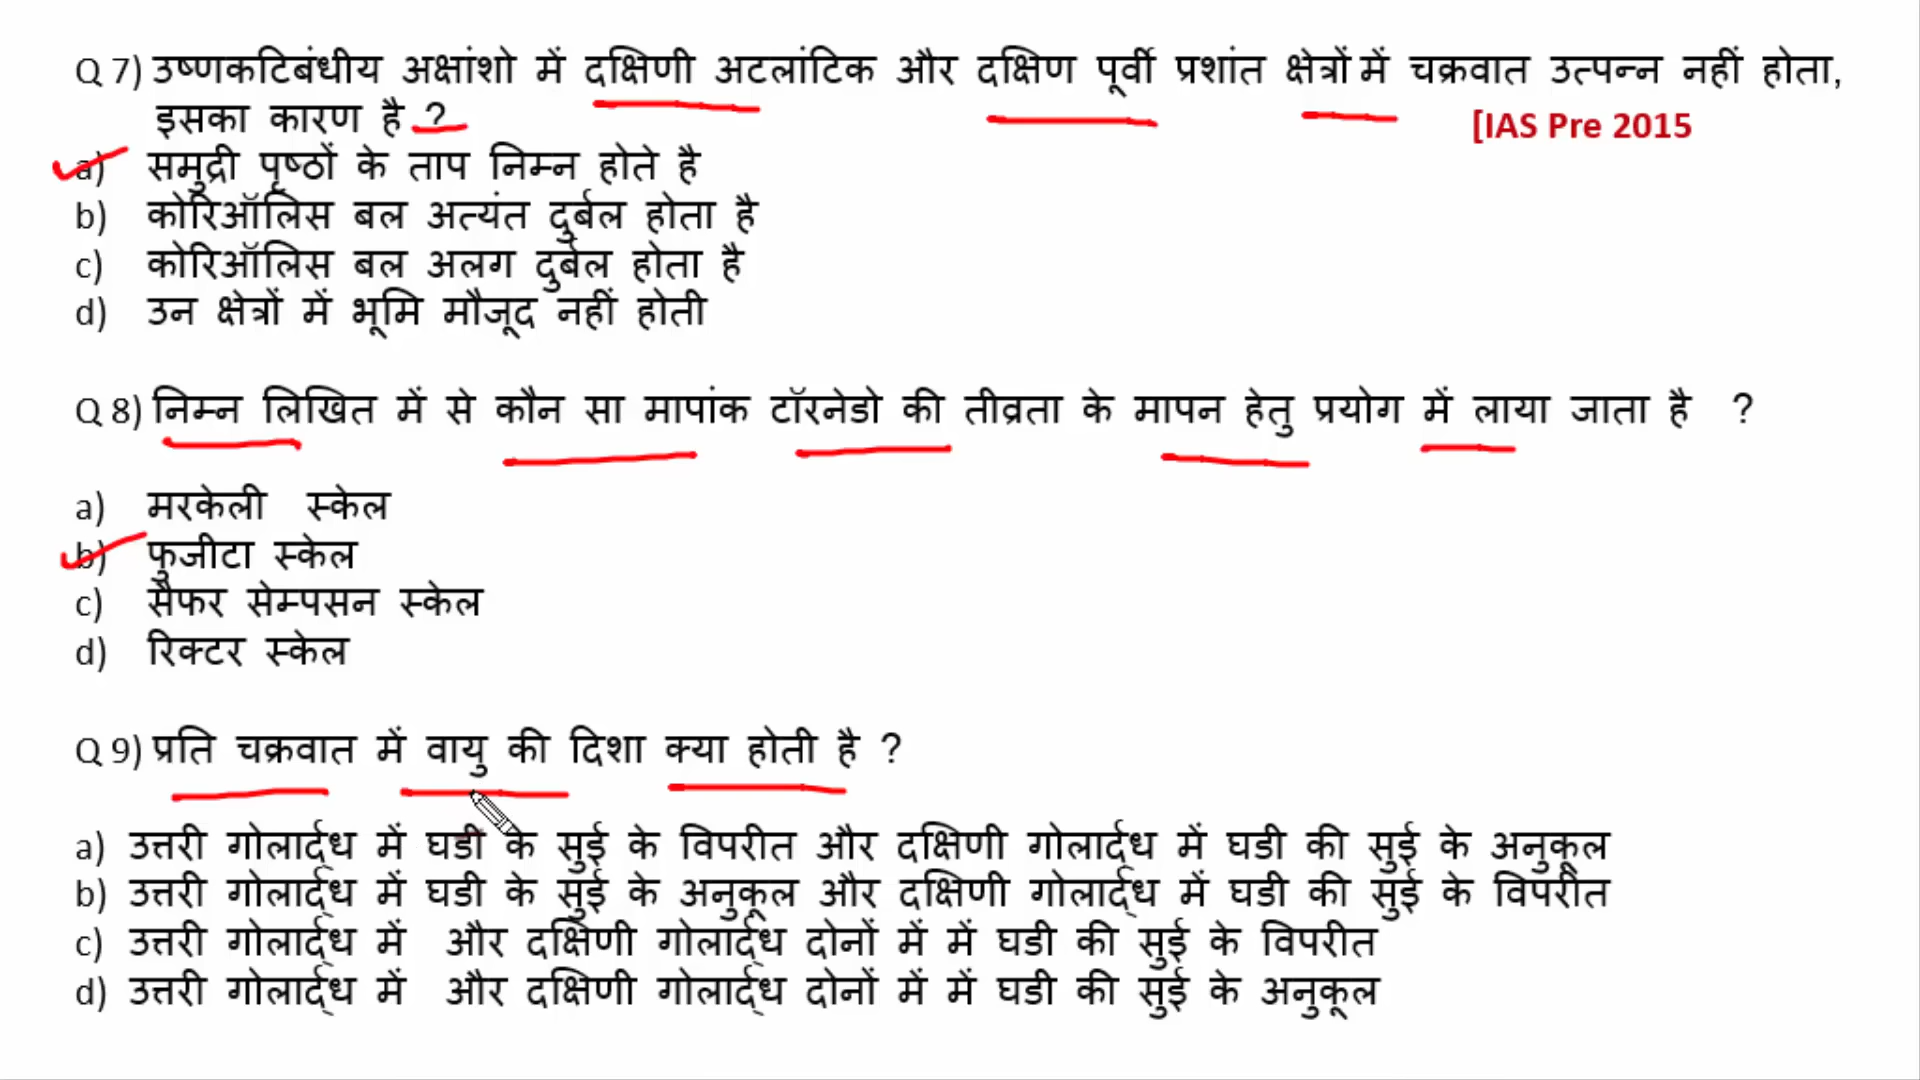 Q 7) उष्णकटिबंधीय अक्षांशो में दक्षिणी अटलांटिक और दक्षिण पूर्वी प्रशांत क्षेत्रों में चक्रवात उत्पन्न नहीं होता,
इसका कारण है ?
[IAS Pre 2015
a) समुद्री पृष्ठों के ताप निम्न होते है
b) कोरिऑलिस बल अत्यंत दुर्बल होता है
c) कोरिऑलिस बल अलग दुर्बल होता है
d) उन क्षेत्रों में भूमि मौजूद नहीं होती
Q 8) निम्न लिखित में से कौन सा मापांक टॉरनेडो की तीव्रता के मापन हेतु प्रयोग में लाया जाता है ?
a) मरकेली स्केल
b) फुजीटा स्केल
c) सैफर सेम्पसन स्केल
d) रिक्टर स्केल
Q 9) प्रति चक्रवात में वायु की दिशा क्या होती है ?
a) उत्तरी गोलार्द्ध में घडी के सुई के विपरीत और दक्षिणी गोलार्द्ध में घडी की सुई के अनुकूल
b) उत्तरी गोलार्द्ध में घडी के सुई के अनुकूल और दक्षिणी गोलार्द्ध में घडी की सुई के विपरीत
c) उत्तरी गोलार्द्ध में और दक्षिणी गोलार्द्ध दोनों में में घडी की सुई के विपरीत
d) उत्तरी गोलार्द्ध में और दक्षिणी गोलार्द्ध दोनों में में घडी की सुई के अनुकूल